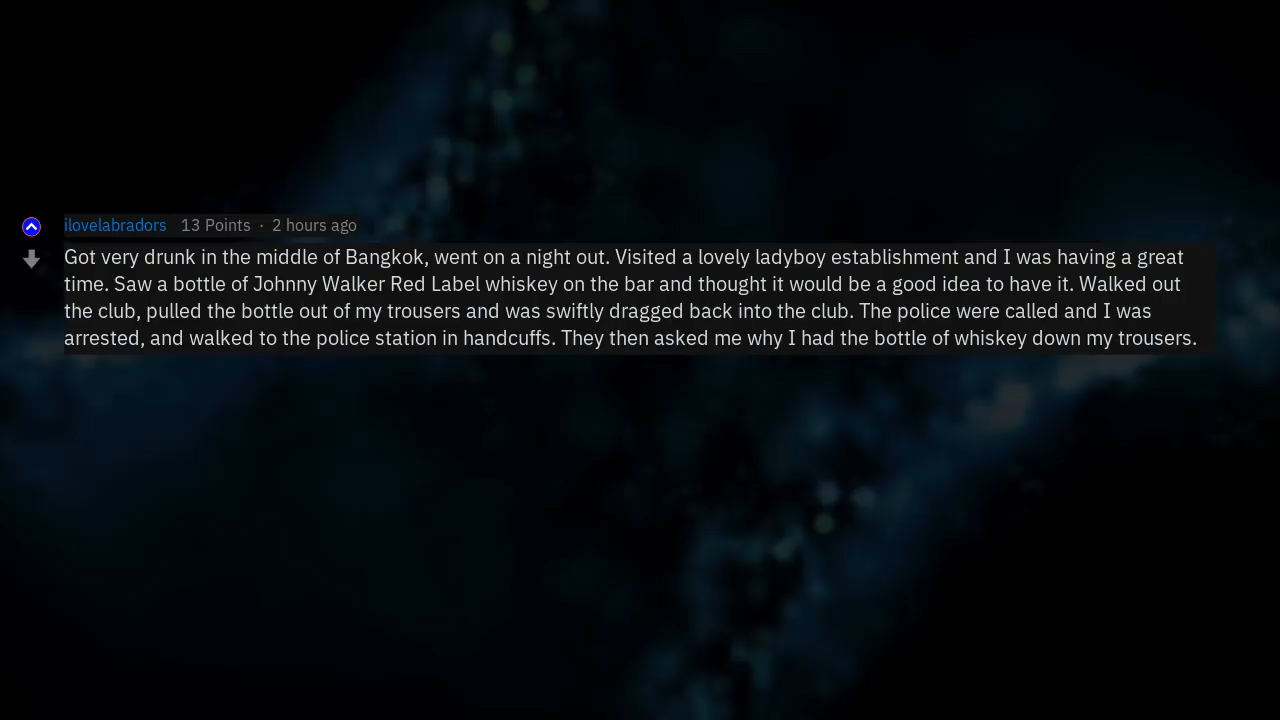 ilovelabradors 13 Points · 2 hours ago
Got very drunk in the middle of Bangkok, went on a night out. Visited a lovely ladyboy establishment and I was having a great
time. Saw a bottle of Johnny Walker Red Label whiskey on the bar and thought it would be a good idea to have it. Walked out
the club, pulled the bottle out of my trousers and was swiftly dragged back into the club. The police were called and I was
arrested, and walked to the police station in handcuffs. They then asked me why I had the bottle of whiskey down my trousers.